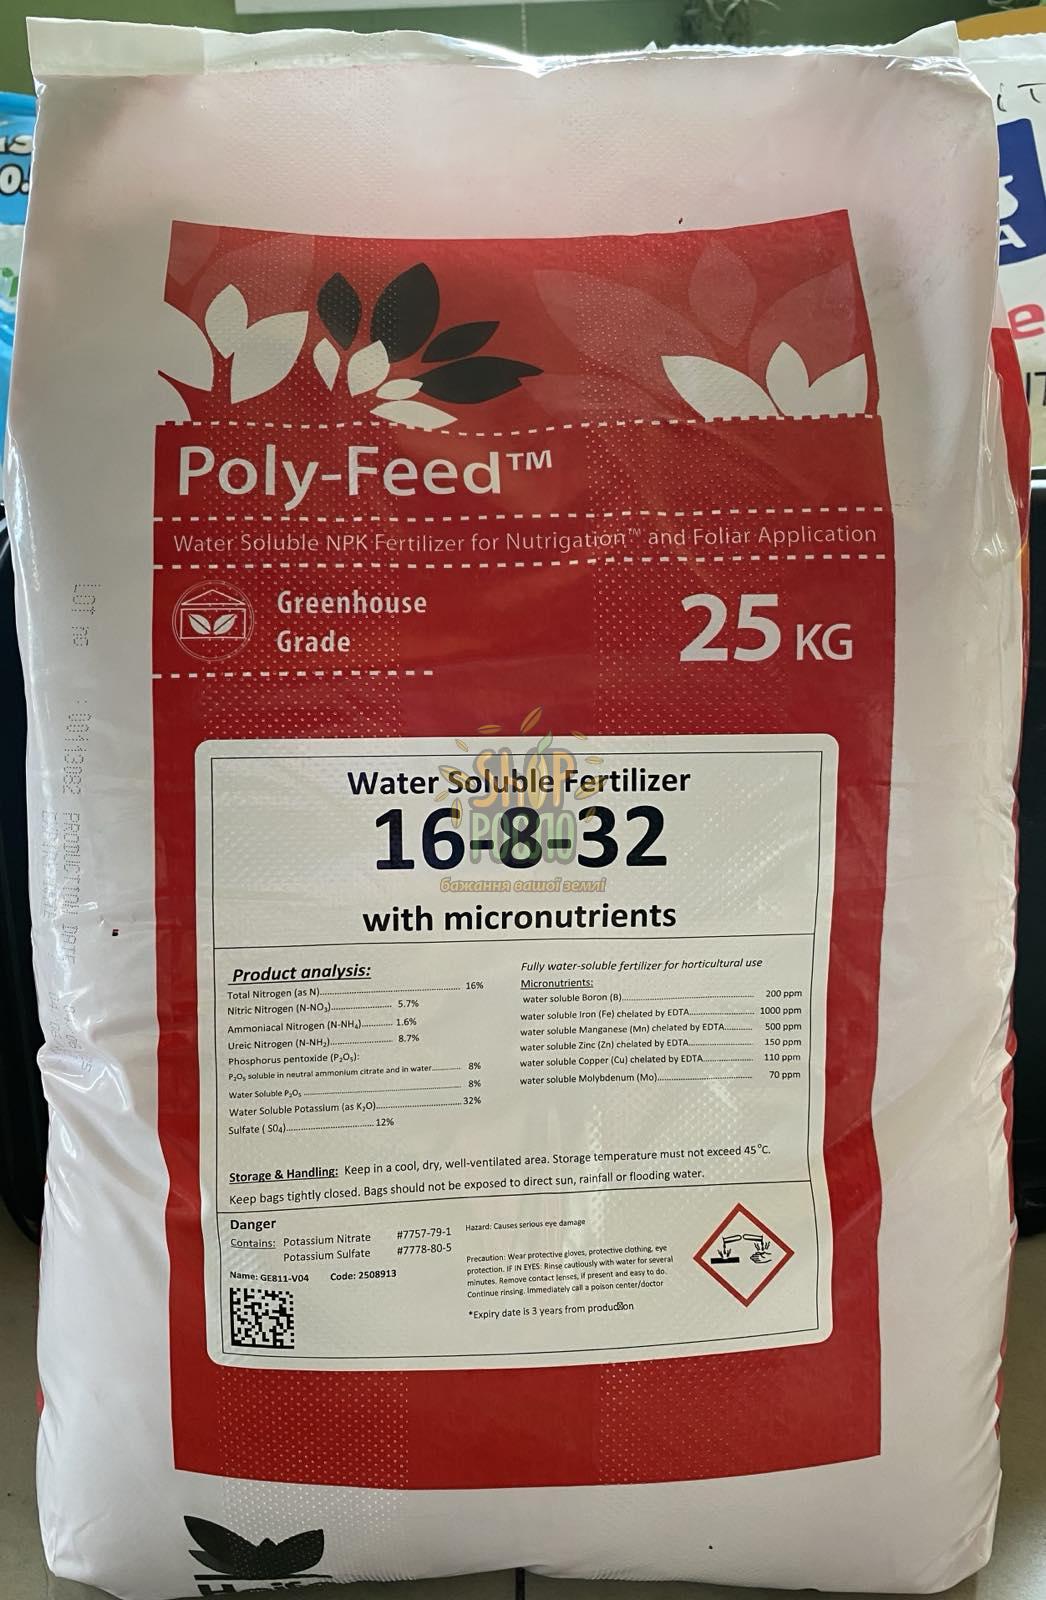 Poly-Feed™
Water Soluble NPK Fertilizer for Nutrigation™ and Foliar Application
Greenhouse
Grade
25 KG
Water Soluble Fertilizer
16-8-32
with micronutrients
SHOP
РОСЛО
бажання вашої землі
Product analysis:
Total Nitrogen (as N) 16%
Nitric Nitrogen (N-NO₃) 5.7%
Ammoniacal Nitrogen (N-NH₄) 1.6%
Ureic Nitrogen (N-NH₂) 8.7%
Phosphorus pentoxide (P₂O₅):
P₂O₅ soluble in neutral ammonium citrate and in water 8%
Water Soluble P₂O₅ 8%
Water Soluble Potassium (as K₂O) 32%
Sulfate ( SO₄) 12%
Fully water-soluble fertilizer for horticultural use
Micronutrients:
water soluble Boron (B) 200 ppm
water soluble Iron (Fe) chelated by EDTA 1000 ppm
water soluble Manganese (Mn) chelated by EDTA 500 ppm
water soluble Zinc (Zn) chelated by EDTA 150 ppm
water soluble Copper (Cu) chelated by EDTA 110 ppm
water soluble Molybdenum (Mo) 70 ppm
Storage & Handling: Keep in a cool, dry, well-ventilated area. Storage temperature must not exceed 45°C.
Keep bags tightly closed. Bags should not be exposed to direct sun, rainfall or flooding water.
Danger
Contains: Potassium Nitrate #7757-79-1
Potassium Sulfate #7778-80-5
Name: GE811-V04 Code: 2508913
Hazard: Causes serious eye damage
Precaution: Wear protective gloves, protective clothing, eye
protection. IF IN EYES: Rinse cautiously with water for several
minutes. Remove contact lenses, if present and easy to do.
Continue rinsing. Immediately call a poison center/doctor
*Expiry date is 3 years from production
LOT no : 00113082 PRODUCTION DATE